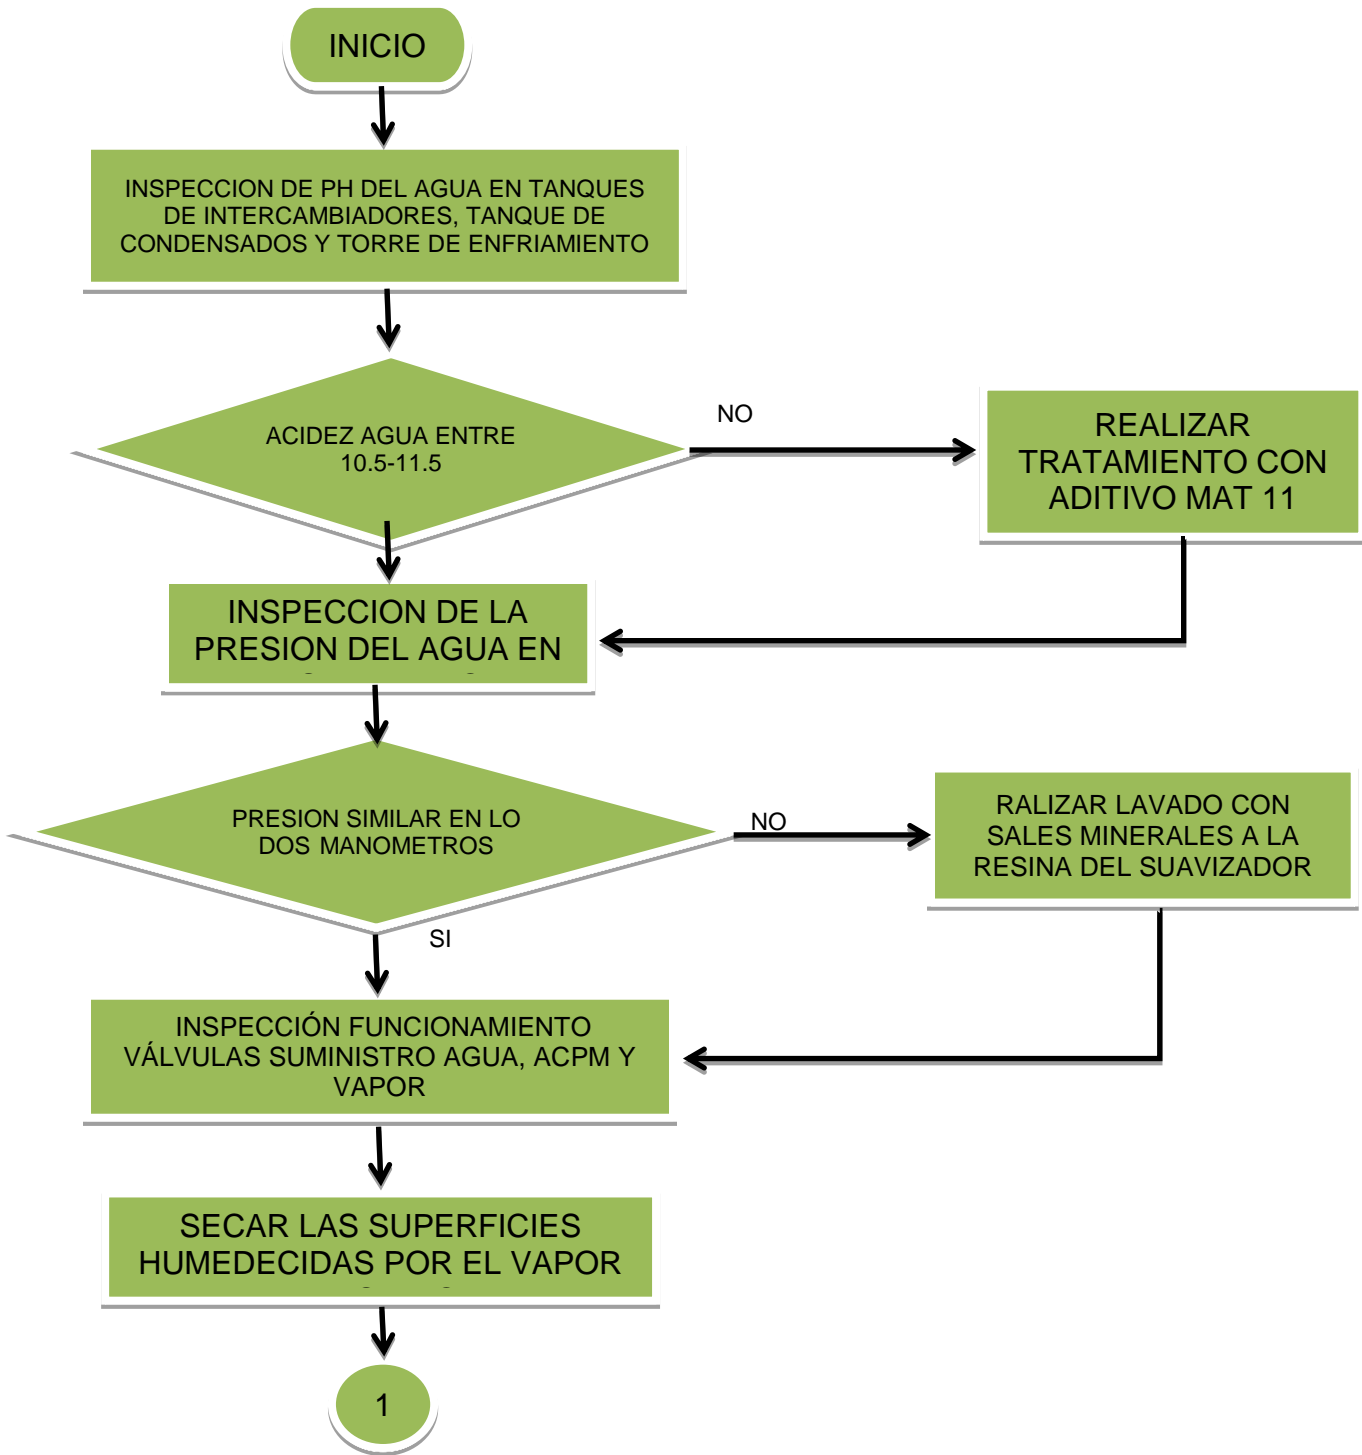 INICIO
INSPECCION DE PH DEL AGUA EN TANQUES
DE INTERCAMBIADORES, TANQUE DE
CONDENSADOS Y TORRE DE ENFRIAMIENTO
ACIDEZ AGUA ENTRE
10.5-11.5
NO
REALIZAR
TRATAMIENTO CON
ADITIVO MAT 11
INSPECCION DE LA
PRESION DEL AGUA EN
PRESION SIMILAR EN LO
DOS MANOMETROS
NO
RALIZAR LAVADO CON
SALES MINERALES A LA
RESINA DEL SUAVIZADOR
SI
INSPECCIÓN FUNCIONAMIENTO
VÁLVULAS SUMINISTRO AGUA, ACPM Y
VAPOR
SECAR LAS SUPERFICIES
HUMEDECIDAS POR EL VAPOR
1